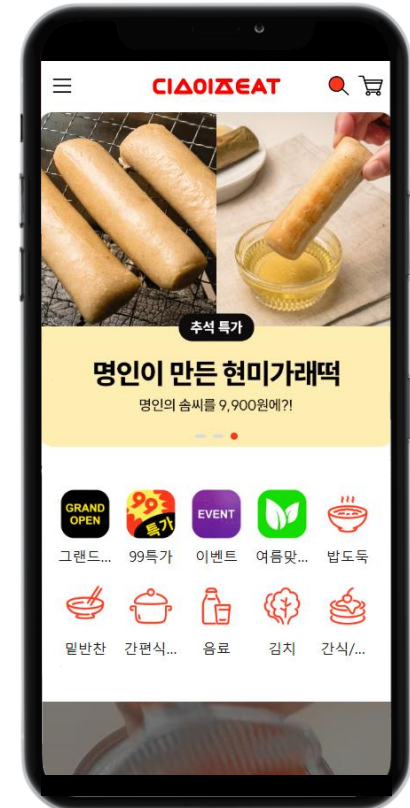 CIΔOIZEAT
추석 특가
명인이 만든 현미가래떡
명인의 솜씨를 9,900원에?!
GRAND
OPEN
99
특가
EVENT
그랜드...
99특가
이벤트
여름맞...
밥도둑
밑반찬
간편식...
음료
김치
간식/...